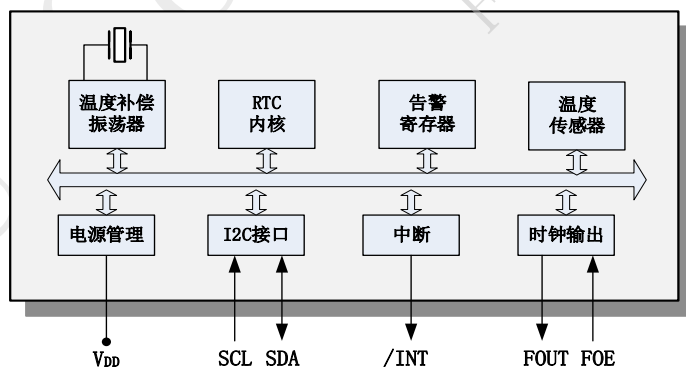 温度补偿
振荡器
RTC
内核
告警
寄存器
温度
传感器
电源管理
I2C接口
中断
时钟输出
VDD
SCL SDA
/INT
FOUT FOE